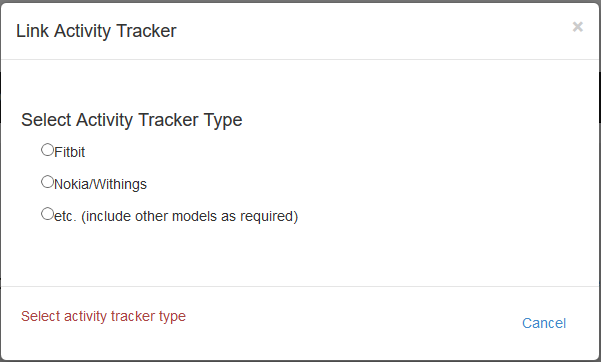 Link Activity Tracker
×
Select Activity Tracker Type
Fitbit
Nokia/Withings
etc. (include other models as required)
Select activity tracker type
Cancel